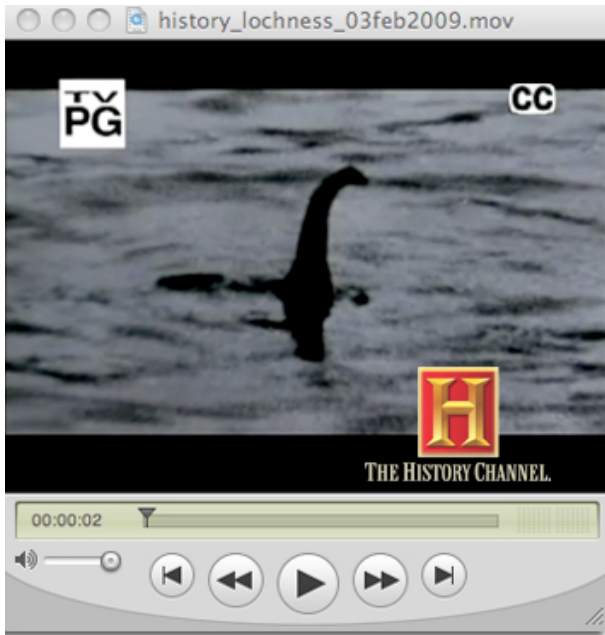 history_lochness_03feb2009.mov
TV
PG
CC
H
THE HISTORY CHANNEL.
00:00:02